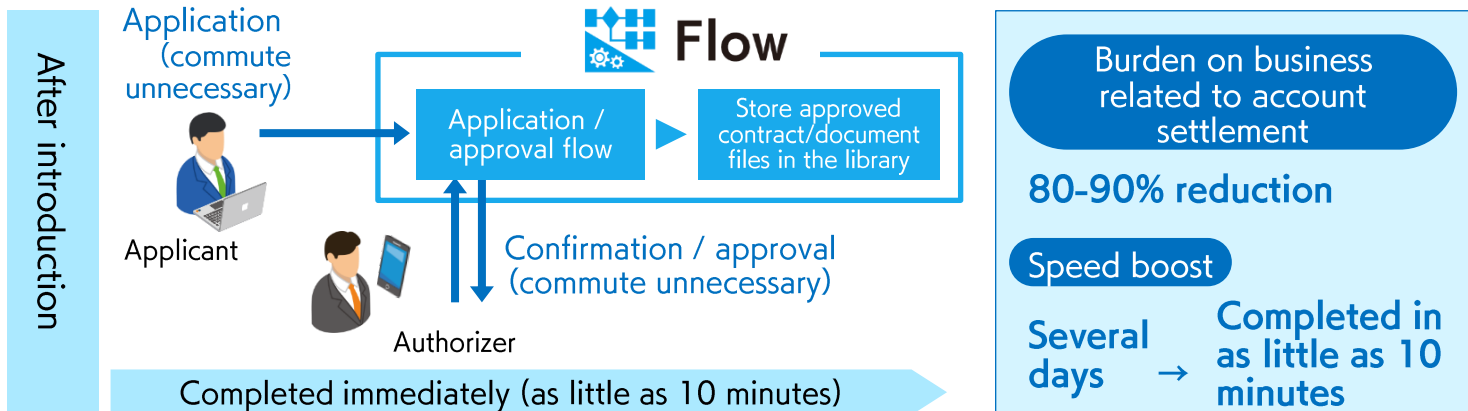 After introduction
Application
(commute
unnecessary)
Applicant
Flow
Application /
approval flow
Store approved
contract/document
files in the library
Confirmation / approval
(commute unnecessary)
Authorizer
Completed immediately (as little as 10 minutes)
Burden on business
related to account
settlement
80-90% reduction
Speed boost
Several
days
→
Completed in
as little as 10
minutes